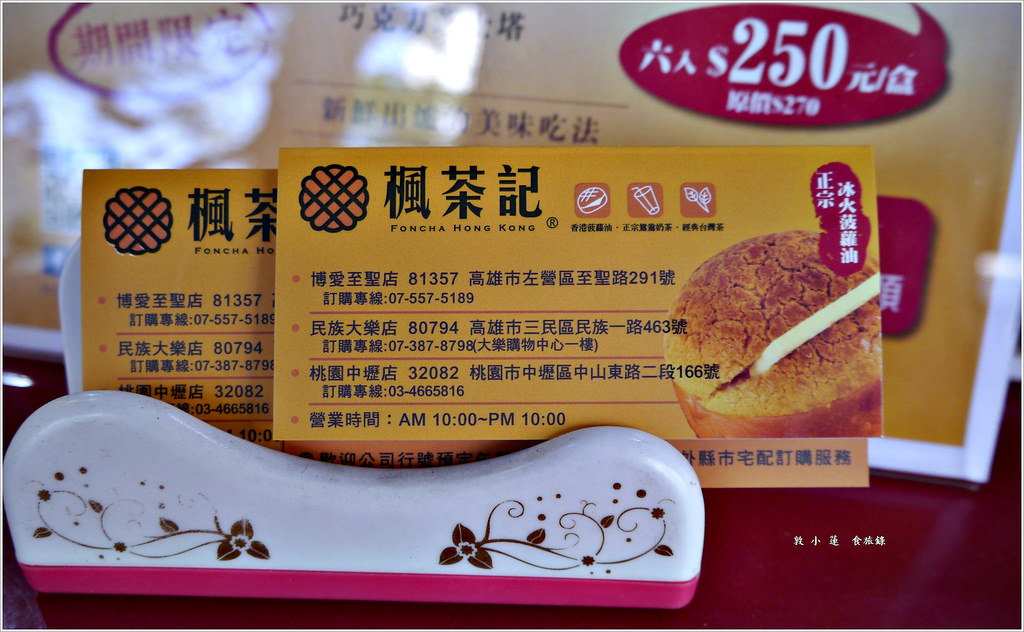 期間限定
六人 $250元/盒
原價$270
新鮮出爐的美味吃法
楓茶
FONCHA HO
博愛至聖店 81357
訂購專線:07-557-5189
民族大樂店 80794
訂購專線:07-387-8798
桃園中壢店 32082
專線:03-4665816
AM 10:0
楓茶記®
FONCHA HONG KONG
香港菠蘿油‧正宗鴛鴦奶茶‧經典台灣茶
正宗
冰火菠蘿油
博愛至聖店 81357 高雄市左營區至聖路291號
訂購專線:07-557-5189
民族大樂店 80794 高雄市三民區民族一路463號
訂購專線:07-387-8798(大樂購物中心一樓)
桃園中壢店 32082 桃園市中壢區中山東路二段166號
訂購專線:03-4665816
營業時間：AM 10:00~PM 10:00
歡迎公司行號預定
外縣市宅配訂購服務
敦小蓮 食旅錄